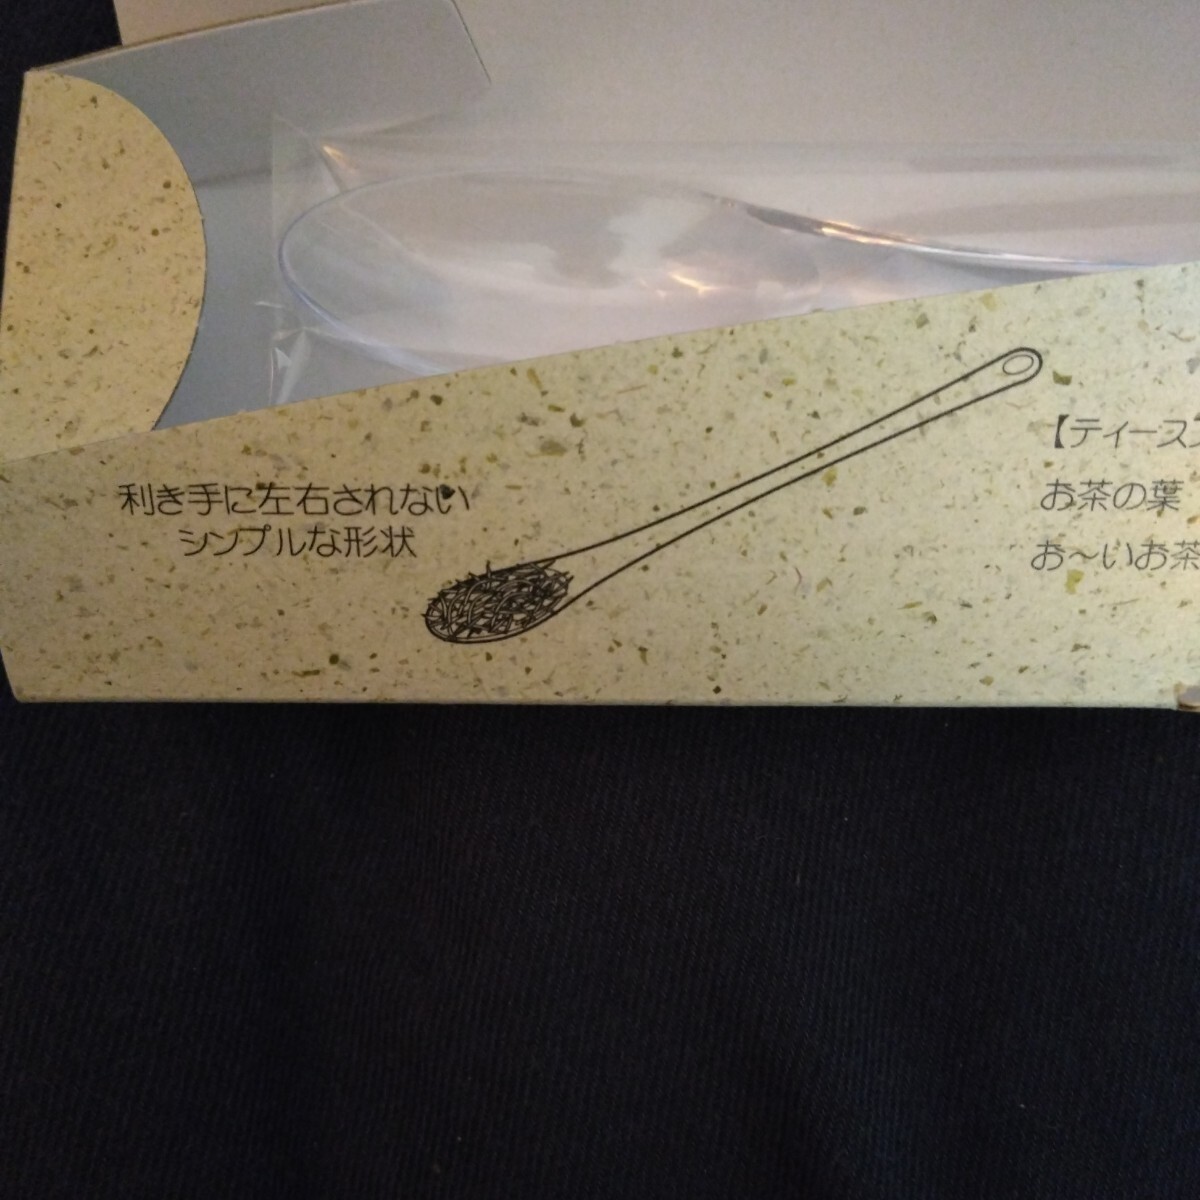 利き手に左右されない
シンプルな形状
【ティース
お茶の葉
お～いお茶